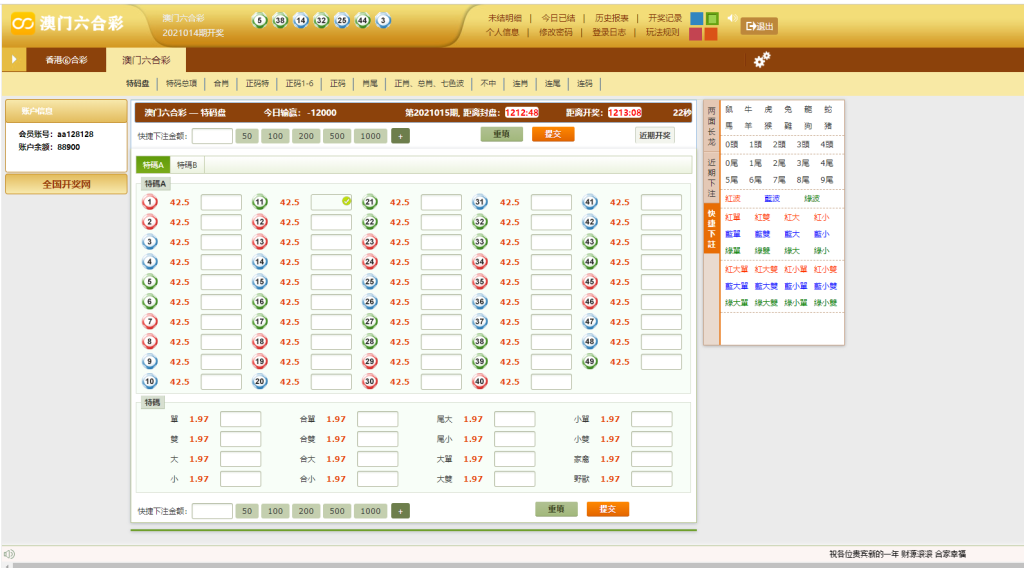 澳门六合彩
澳门六合彩
2021014期开奖
5 38 14 32 25 44 3
未结明细 | 今日已结 | 历史报表 | 开奖记录
个人信息 | 修改密码 | 登录日志 | 玩法规则
退出
香港⑥合彩 澳门六合彩
特码盘 | 特码总项 | 合肖 | 正码特 | 正码1-6 | 正码 | 肖尾 | 正肖、总肖、七色波 | 不中 | 连肖 | 连尾 | 连码 |
账户信息
会员账号：aa128128
账户余额：88900
全国开奖网
澳门六合彩 — 特码盘 今日输赢：-12000 第2021015期, 距离封盘：1212:48 距离开奖：1213:08 22秒
快捷下注金额： 50 100 200 500 1000 + 重填 提交 近期开奖
特碼A 特碼B
特碼A
1 42.5 11 42.5 21 42.5 31 42.5 41 42.5
2 42.5 12 42.5 22 42.5 32 42.5 42 42.5
3 42.5 13 42.5 23 42.5 33 42.5 43 42.5
4 42.5 14 42.5 24 42.5 34 42.5 44 42.5
5 42.5 15 42.5 25 42.5 35 42.5 45 42.5
6 42.5 16 42.5 26 42.5 36 42.5 46 42.5
7 42.5 17 42.5 27 42.5 37 42.5 47 42.5
8 42.5 18 42.5 28 42.5 38 42.5 48 42.5
9 42.5 19 42.5 29 42.5 39 42.5 49 42.5
10 42.5 20 42.5 30 42.5 40 42.5
特碼
單 1.97 合單 1.97 尾大 1.97 小單 1.97
雙 1.97 合雙 1.97 尾小 1.97 小雙 1.97
大 1.97 合大 1.97 大單 1.97 家禽 1.97
小 1.97 合小 1.97 大雙 1.97 野獸 1.97
快捷下注金额： 50 100 200 500 1000 + 重填 提交
两面长龙
近期下注
快捷下註
鼠 牛 虎 兔 龍 蛇
馬 羊 猴 雞 狗 豬
0頭 1頭 2頭 3頭 4頭
0尾 1尾 2尾 3尾 4尾
5尾 6尾 7尾 8尾 9尾
紅波 藍波 綠波
紅單 紅雙 紅大 紅小
藍單 藍雙 藍大 藍小
綠單 綠雙 綠大 綠小
紅大單 紅大雙 紅小單 紅小雙
藍大單 藍大雙 藍小單 藍小雙
綠大單 綠大雙 綠小單 綠小雙
祝各位贵宾新的一年 财源滚滚 合家幸福